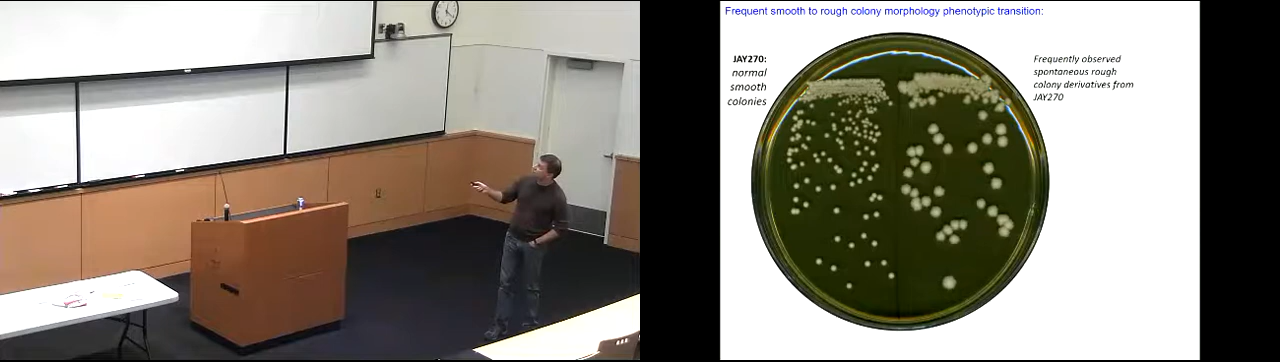 Frequent smooth to rough colony morphology phenotypic transition:
JAY270:
normal
smooth
colonies
Frequently observed
spontaneous rough
colony derivatives from
JAY270